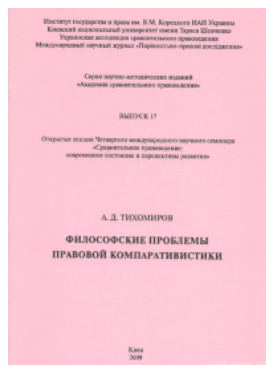 Институт государства и права им. В.М. Корецкого НАН Украины
Киевский национальный университет имени Тараса Шевченко
Украинская ассоциация сравнительного правоведения
Международный научный журнал «Порівняльно-правові дослідження»
Серия научно-методических изданий
«Академия сравнительного правоведения»
ВЫПУСК 17
Открытые лекции Четвертого международного научного семинара
«Сравнительное правоведение:
современное состояние и перспективы развития»
А. Д. ТИХОМИРОВ
ФИЛОСОФСКИЕ ПРОБЛЕМЫ
ПРАВОВОЙ КОМПАРАТИВИСТИКИ
Киев
2009